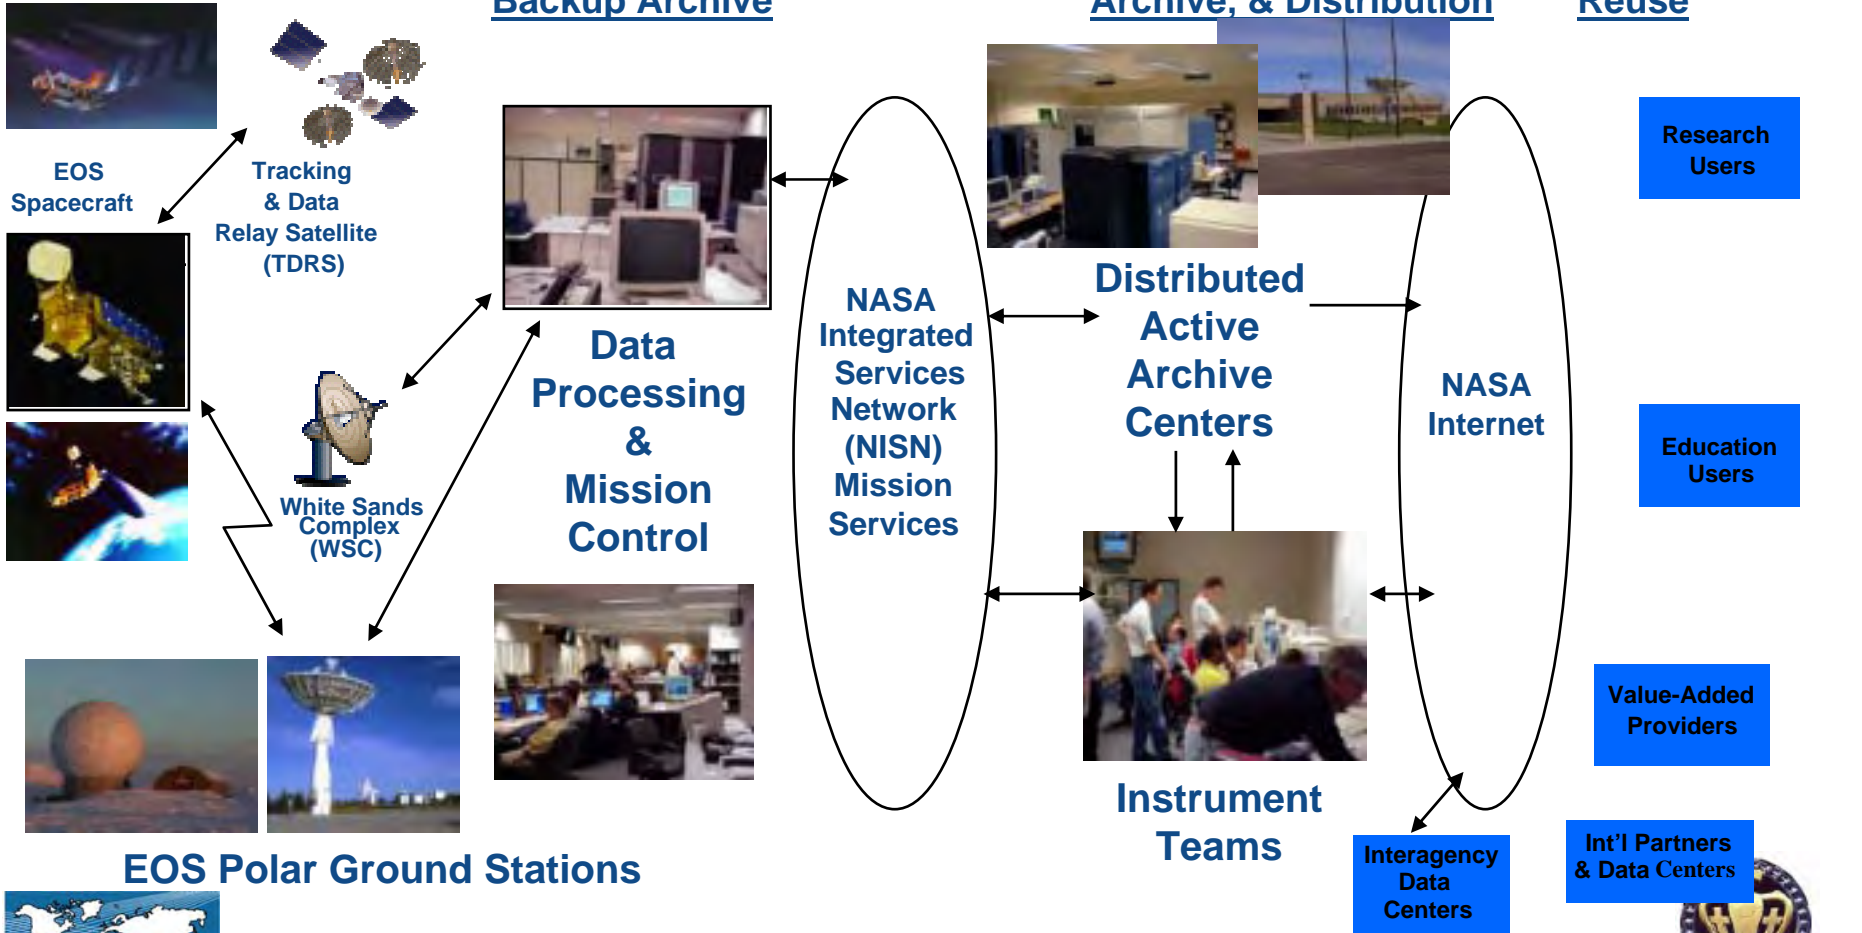 Backup Archive
Archive, & Distribution
Reuse
EOS
Spacecraft
Tracking
& Data
Relay Satellite
(TDRS)
White Sands
Complex
(WSC)
EOS Polar Ground Stations
Data
Processing
&
Mission
Control
NASA
Integrated
Services
Network
(NISN)
Mission
Services
Distributed
Active
Archive
Centers
Instrument
Teams
NASA
Internet
Research
Users
Education
Users
Value-Added
Providers
Interagency
Data
Centers
Int'l Partners
& Data Centers